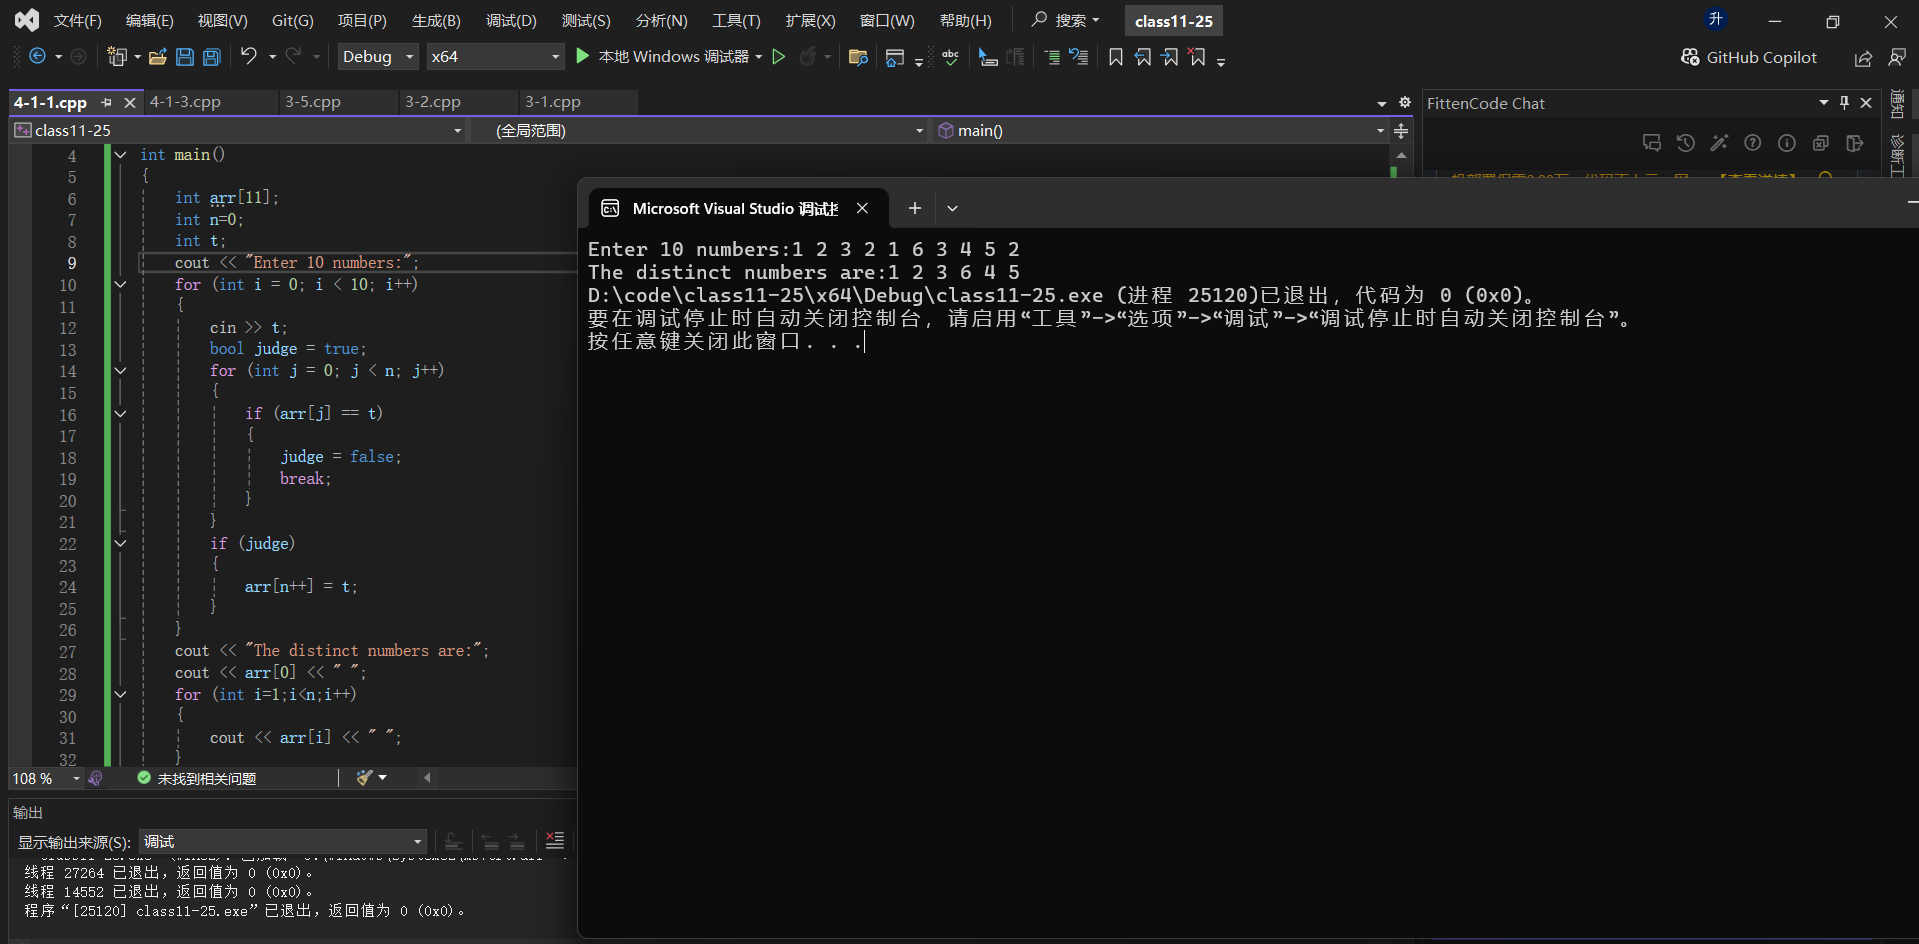 文件(F) 编辑(E) 视图(V) Git(G) 项目(P) 生成(B) 调试(D) 测试(S) 分析(N) 工具(T) 扩展(X) 窗口(W) 帮助(H) 搜索 class11-25 升
Debug x64 本地 Windows 调试器 abc GitHub Copilot
4-1-1.cpp 4-1-3.cpp 3-5.cpp 3-2.cpp 3-1.cpp FittenCode Chat 通知
class11-25 (全局范围) main() 诊断工
4 int main()
5 {
6 int arr[11];
7 int n=0;
8 int t;
9 cout << "Enter 10 numbers:";
10 for (int i = 0; i < 10; i++)
11 {
12 cin >> t;
13 bool judge = true;
14 for (int j = 0; j < n; j++)
15 {
16 if (arr[j] == t)
17 {
18 judge = false;
19 break;
20 }
21 }
22 if (judge)
23 {
24 arr[n++] = t;
25 }
26 }
27 cout << "The distinct numbers are:";
28 cout << arr[0] << " ";
29 for (int i=1;i<n;i++)
30 {
31 cout << arr[i] << " ";
32 }
108 % 未找到相关问题
输出
显示输出来源(S): 调试
线程 27264 已退出，返回值为 0 (0x0)。
线程 14552 已退出，返回值为 0 (0x0)。
程序“[25120] class11-25.exe”已退出，返回值为 0 (0x0)。
Microsoft Visual Studio 调试
Enter 10 numbers:1 2 3 2 1 6 3 4 5 2
The distinct numbers are:1 2 3 6 4 5
D:\code\class11-25\x64\Debug\class11-25.exe (进程 25120)已退出，代码为 0 (0x0)。
要在调试停止时自动关闭控制台，请启用“工具”->“选项”->“调试”->“调试停止时自动关闭控制台”。
按任意键关闭此窗口. . .